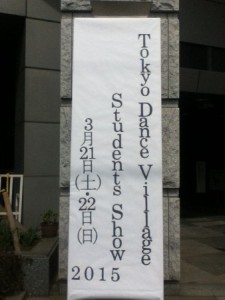 Tokyo Dance Village
Students Show
3月21日(土)・22日(日)
2015